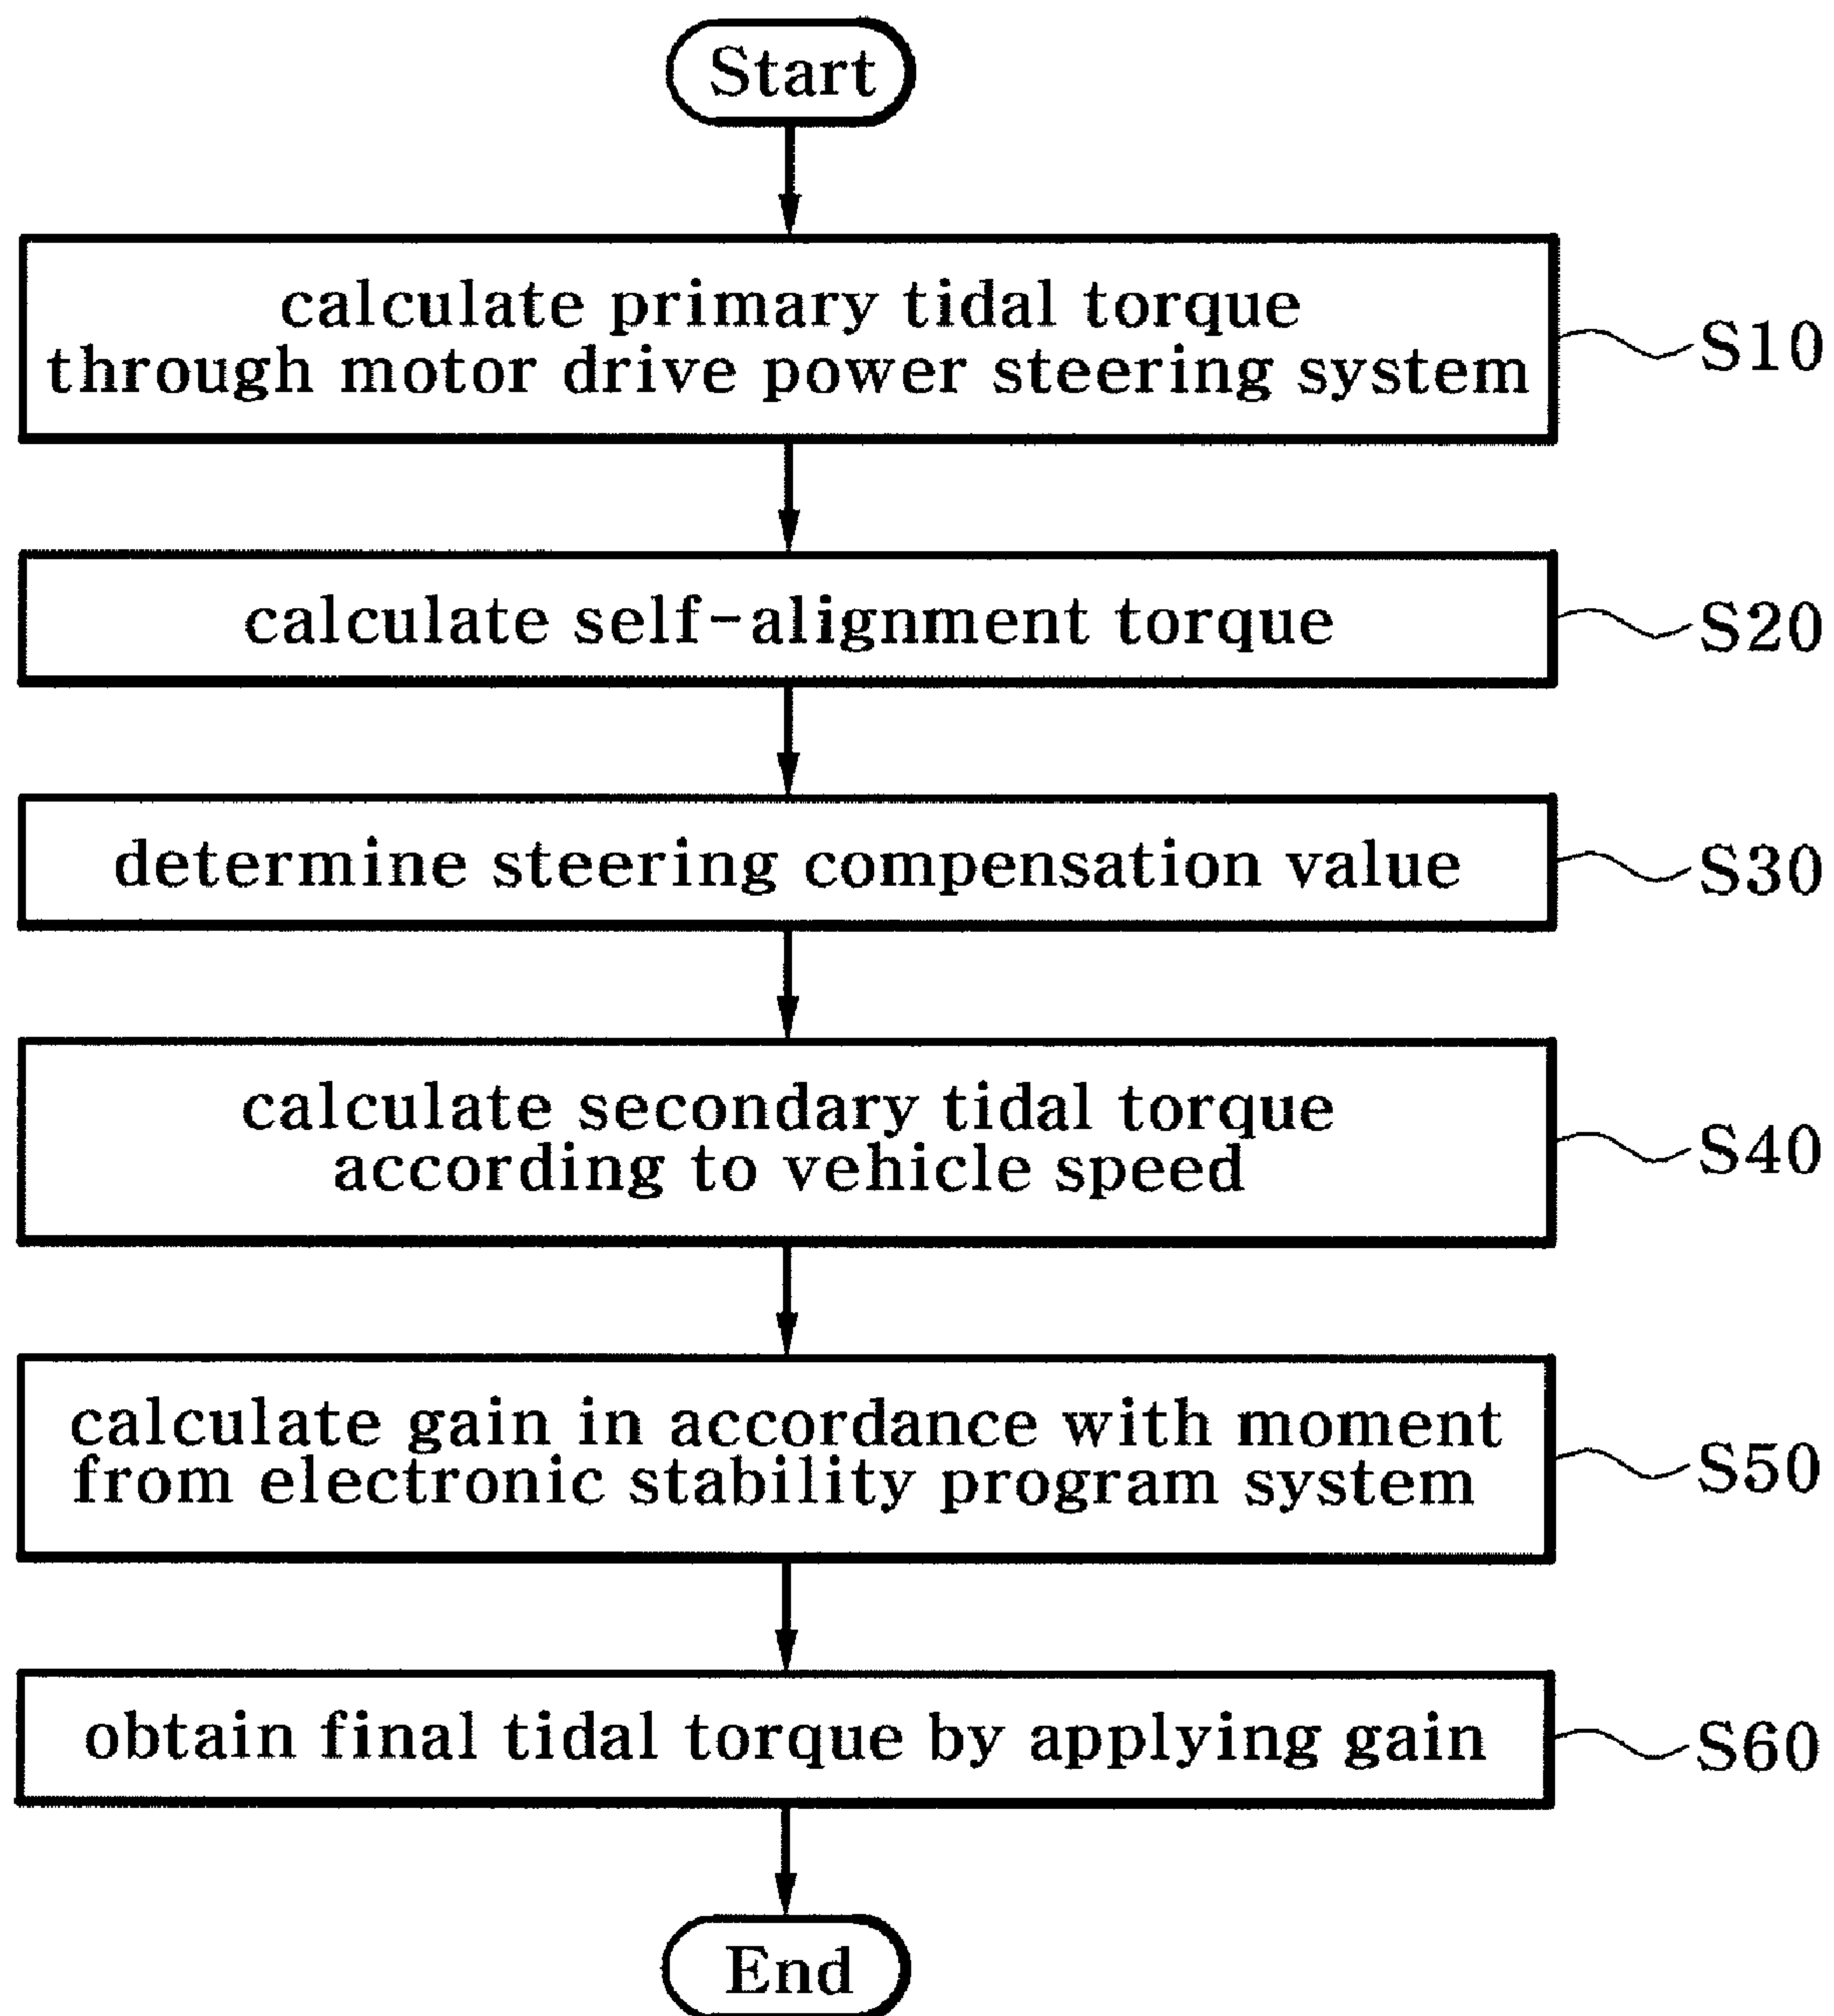 Start
calculate primary tidal torque
through motor drive power steering system
S10
calculate self-alignment torque
S20
determine steering compensation value
S30
calculate secondary tidal torque
according to vehicle speed
S40
calculate gain in accordance with moment
from electronic stability program system
S50
obtain final tidal torque by applying gain
S60
End